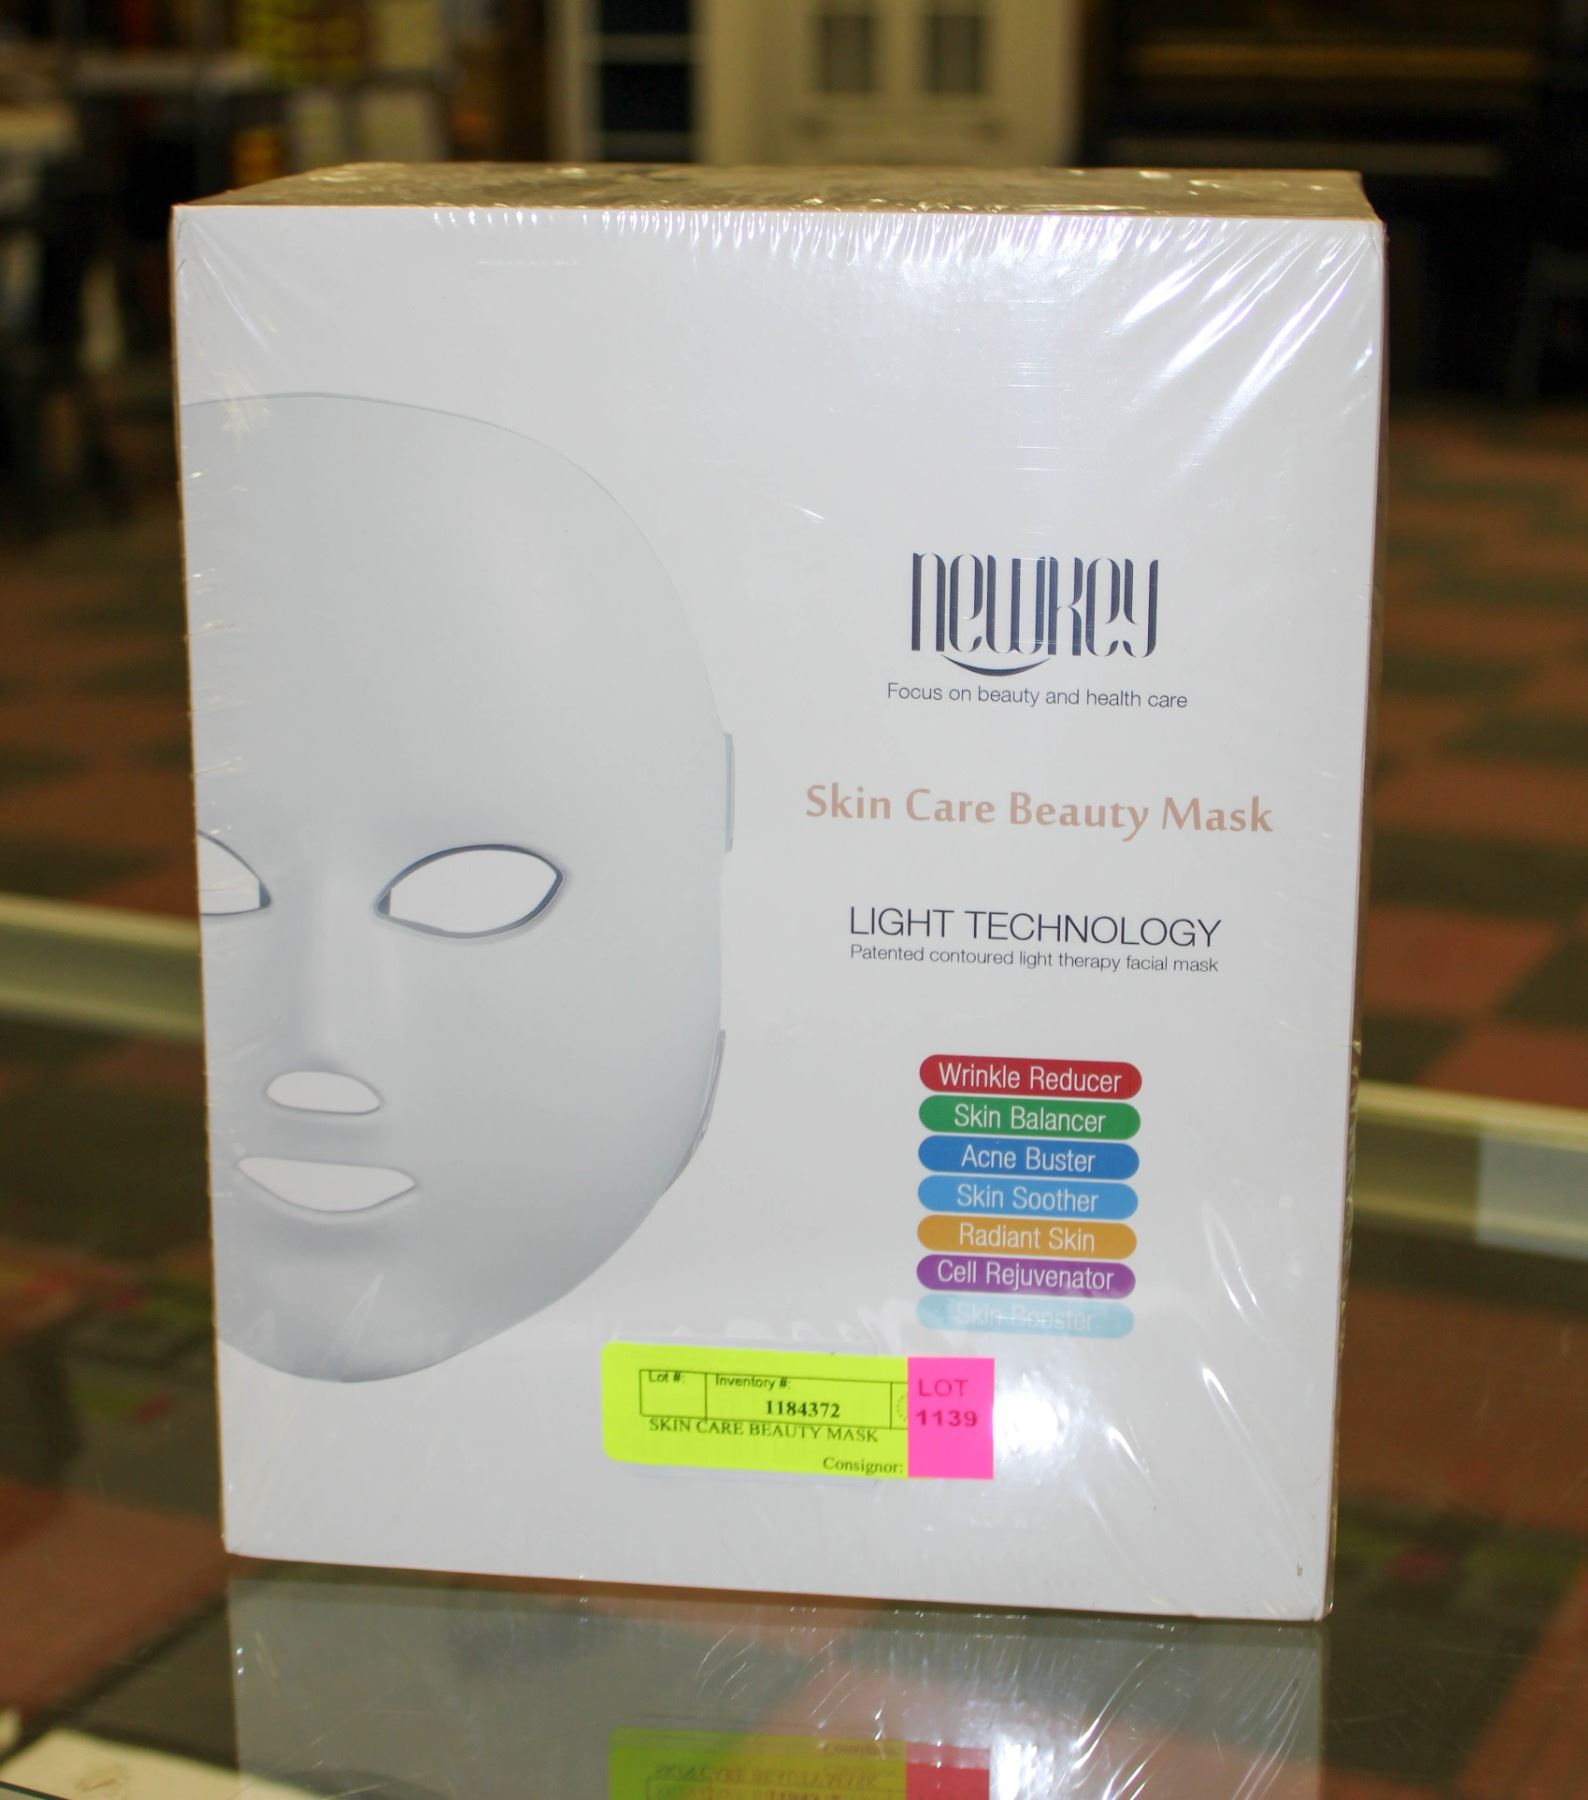 newkey
Focus on beauty and health care
Skin Care Beauty Mask
LIGHT TECHNOLOGY
Patented contoured light therapy facial mask
Wrinkle Reducer
Skin Balancer
Acne Buster
Skin Soother
Radiant Skin
Cell Rejuvenator
Skin Booster
Lot #: Inventory #:
1184372
SKIN CARE BEAUTY MASK
Consignor:
LOT
1139